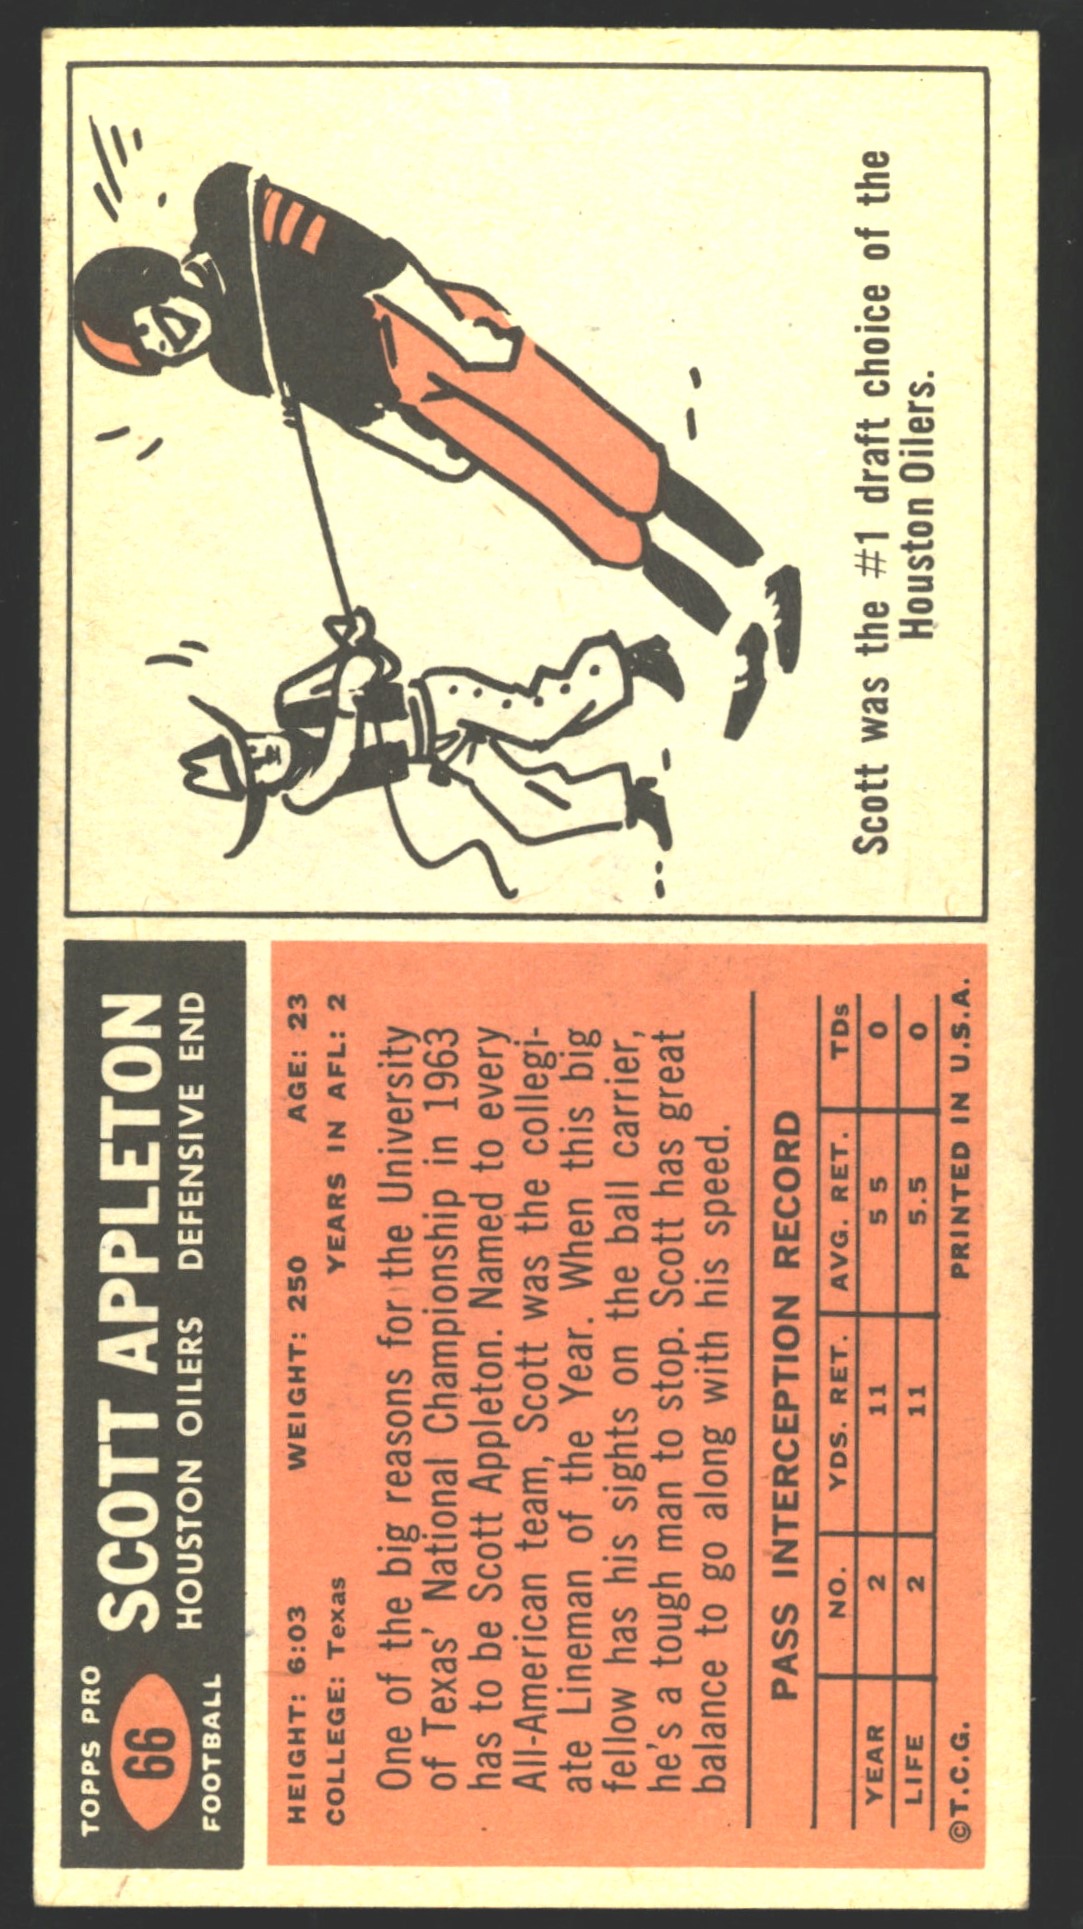 TOPPS PRO
66
FOOTBALL
SCOTT APPLETON
HOUSTON OILERS DEFENSIVE END
HEIGHT: 6:03 WEIGHT: 250 AGE: 23
COLLEGE: Texas YEARS IN AFL: 2
One of the big reasons for the University
of Texas' National Championship in 1963
has to be Scott Appleton. Named to every
All-American team, Scott was the collegi-
ate Lineman of the Year. When this big
fellow has his sights on the ball carrier,
he's a tough man to stop. Scott has great
balance to go along with his speed.
PASS INTERCEPTION RECORD
NO. YDS. RET. AVG. RET. TDs
YEAR 2 11 5 5 0
LIFE 2 11 5.5 0
©T.C.G. PRINTED IN U.S.A.
Scott was the #1 draft choice of the
Houston Oilers.